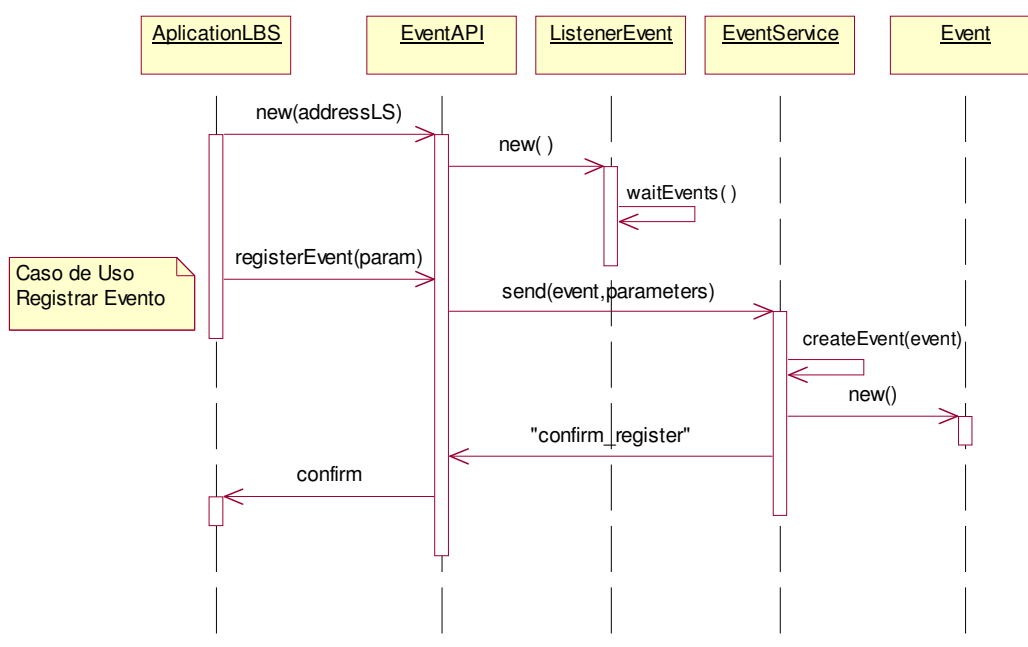 AplicationLBS
EventAPI
ListenerEvent
EventService
Event
new(addressLS)
new( )
waitEvents( )
registerEvent(param)
Caso de Uso
Registrar Evento
send(event,parameters)
createEvent(event)
new()
"confirm_register"
confirm